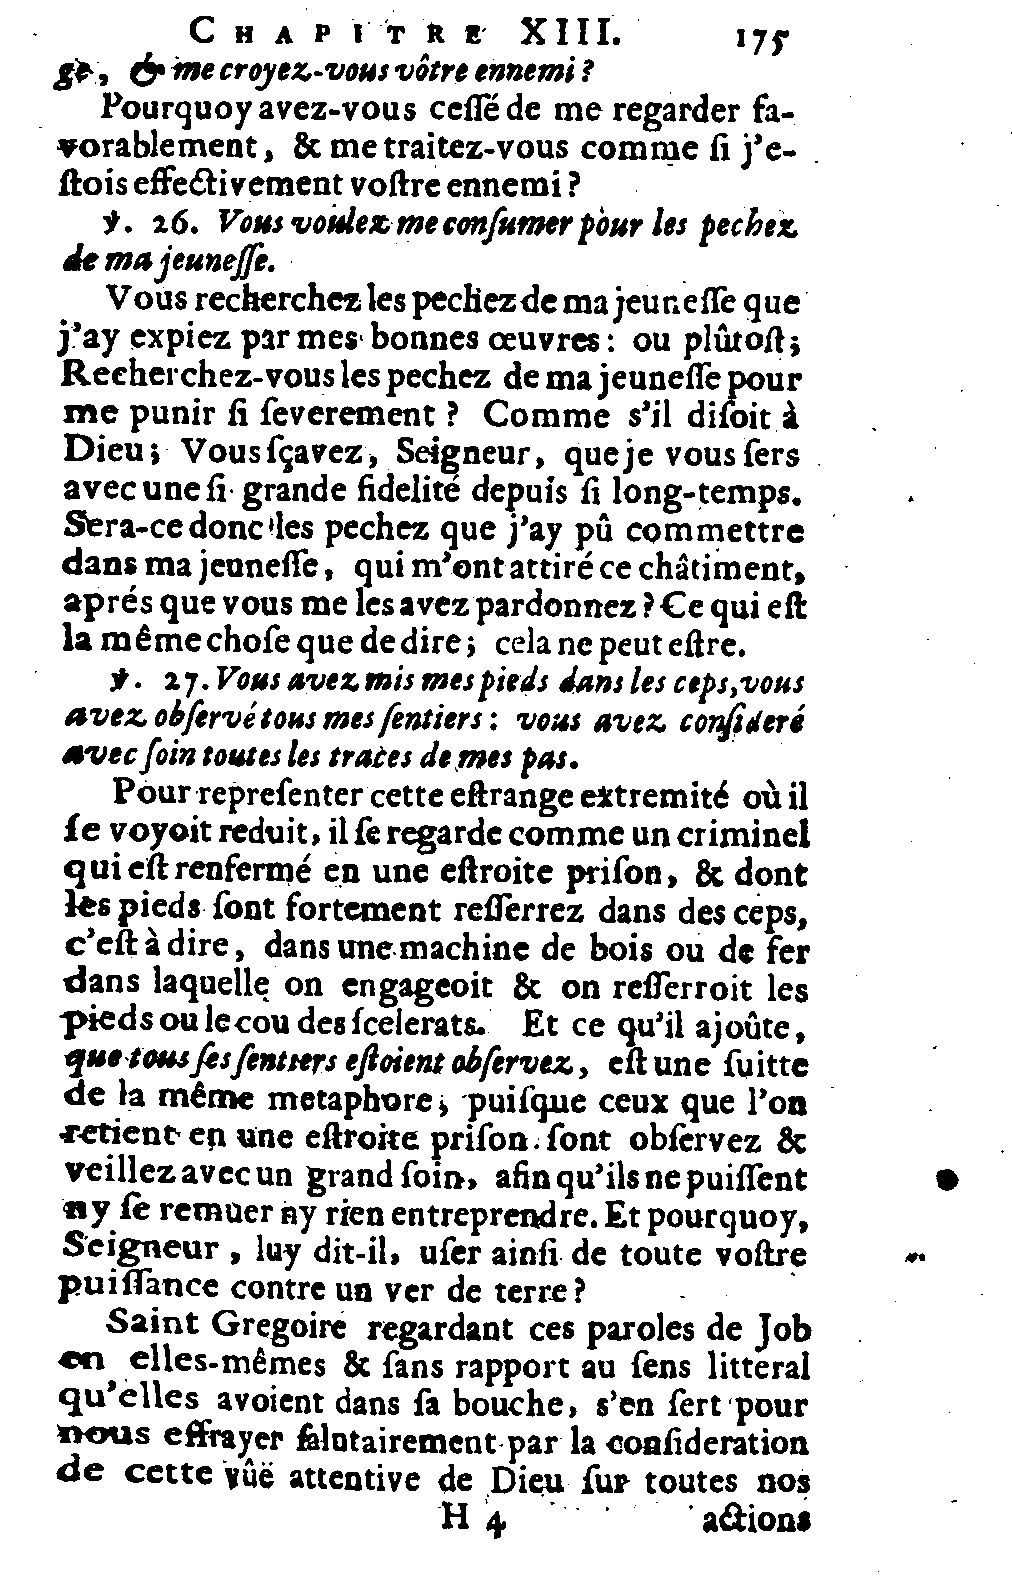 CHAPITRE XIII. 175
ge, & me croyez-vous vôtre ennemi?
Pourquoy avez-vous ceſſé de me regarder fa-
vorablement, & me traitez-vous comme ſi j'e-
ſtois effectivement voſtre ennemi?
℣. 26. Vous voulez me conſumer pour les pechez
de ma jeuneſſe.
Vous recherchez les pechez de ma jeuneſſe que
j'ay expiez par mes bonnes œuvres: ou plûtoſt;
Recherchez-vous les pechez de ma jeuneſſe pour
me punir ſi ſeverement? Comme s'il diſoit à
Dieu; Vous ſçavez, Seigneur, que je vous ſers
avec une ſi grande fidelité depuis ſi long-temps.
Sera-ce donc les pechez que j'ay pû commettre
dans ma jeuneſſe, qui m'ont attiré ce châtiment,
aprés que vous me les avez pardonnez? Ce qui eſt
la même choſe que de dire; cela ne peut eſtre.
℣. 27. Vous avez mis mes pieds dans les ceps, vous
avez obſervé tous mes ſentiers: vous avez conſideré
avec ſoin toutes les traces de mes pas.
Pour repreſenter cette eſtrange extremité où il
ſe voyoit reduit, il ſe regarde comme un criminel
qui eſt renfermé en une eſtroite priſon, & dont
les pieds ſont fortement reſſerrez dans des ceps,
c'eſt à dire, dans une machine de bois ou de fer
dans laquelle on engageoit & on reſſerroit les
pieds ou le cou des ſcelerats. Et ce qu'il ajoûte,
que tous ſes ſentiers eſtoient obſervez, eſt une ſuitte
de la même metaphore; puiſque ceux que l'on
retient en une eſtroite priſon ſont obſervez &
veillez avec un grand ſoin, afin qu'ils ne puiſſent
ny ſe remuer ny rien entreprendre. Et pourquoy,
Seigneur, luy dit-il, uſer ainſi de toute voſtre
puiſſance contre un ver de terre?
Saint Gregoire regardant ces paroles de Job
en elles-mêmes & ſans rapport au ſens litteral
qu'elles avoient dans ſa bouche, s'en ſert pour
nous effrayer ſalutairement par la conſideration
de cette vûë attentive de Dieu ſur toutes nos
H 4 actions